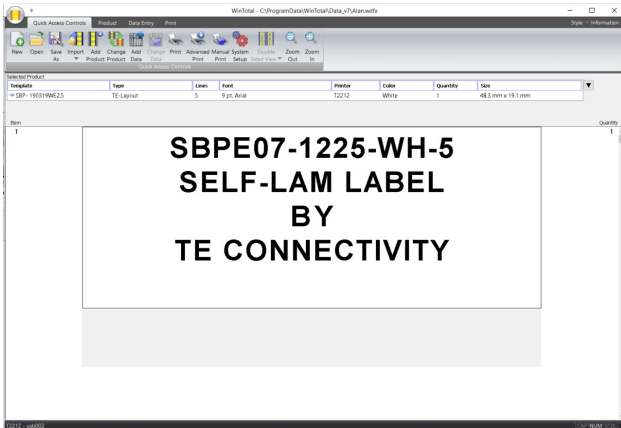 WinTotal - C:\ProgramData\WinTotal\Data_v7\Alan.wdfx
Quick Access Controls Product Data Entry Print Style Information
New Open Save As Import Add Product Change Product Add Data Change Data Print Advanced Print Manual Print System Setup Double Sided View Zoom Out Zoom In
Quick Access Controls
Selected Product
Template Type Lines Font Printer Color Quantity Size
SBP- 190319WE2.5 TE-Layout 5 9 pt. Arial T2212 White 1 48.3 mm x 19.1 mm
Item Quantity
1 1
SBPE07-1225-WH-5
SELF-LAM LABEL
BY
TE CONNECTIVITY
T2212 - usb002 CAP NUM SCRL